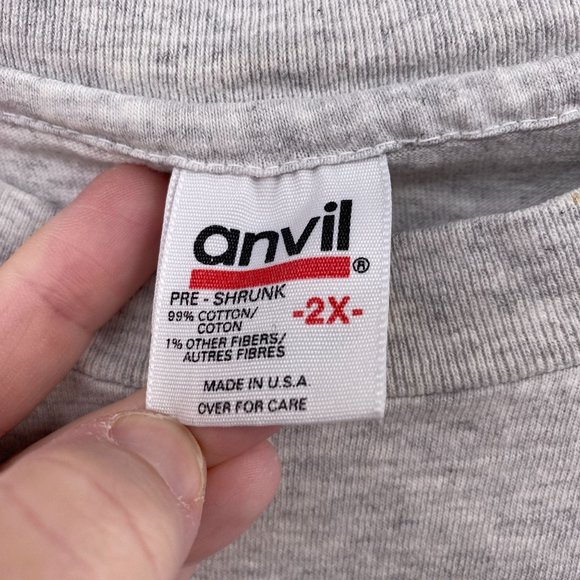 anvil®
PRE - SHRUNK
99% COTTON/
COTON
-2X-
1% OTHER FIBERS/
AUTRES FIBRES
MADE IN U.S.A.
OVER FOR CARE